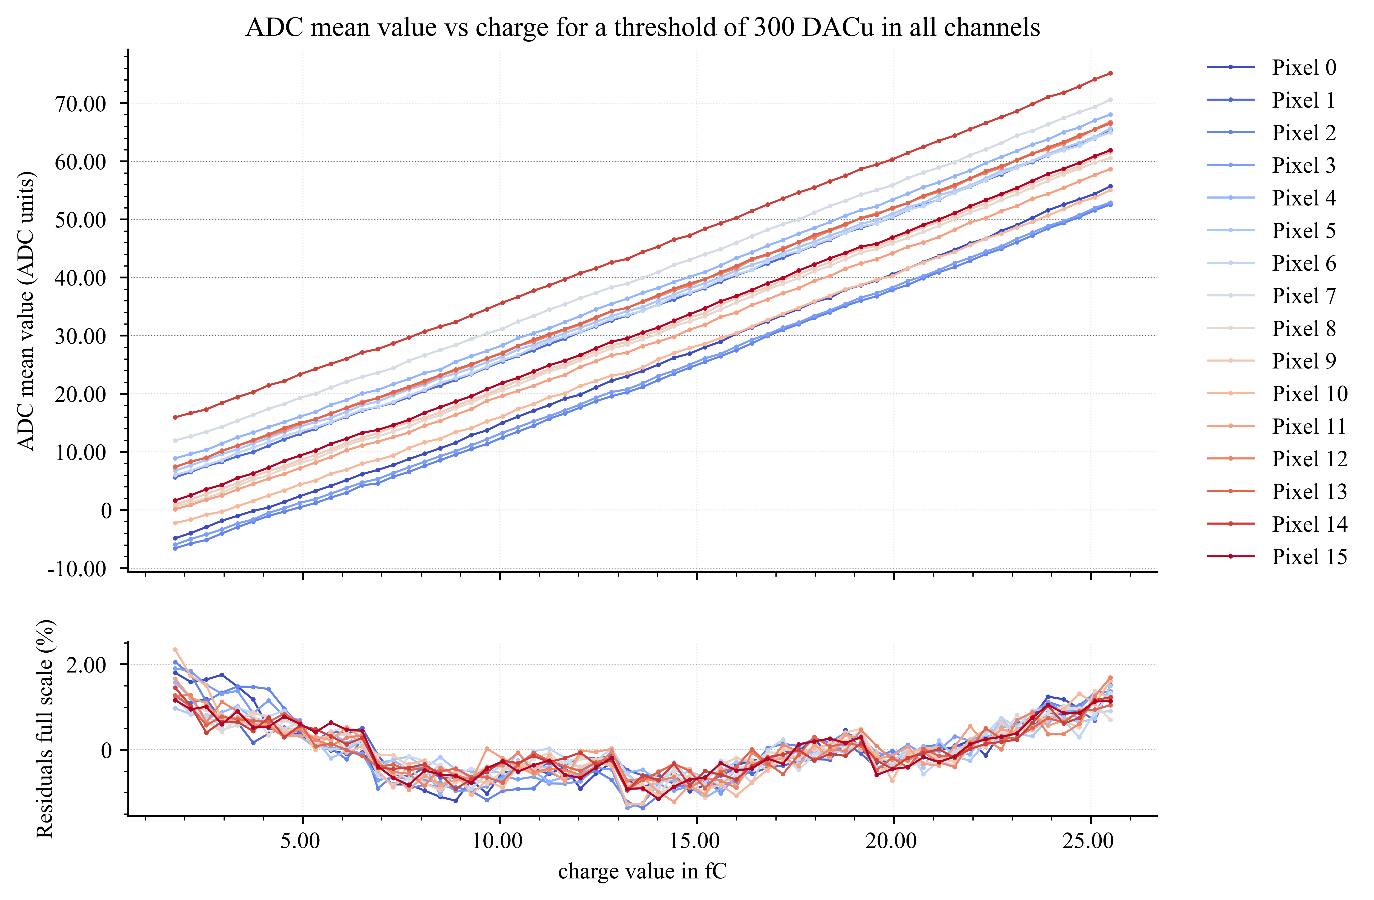 ADC mean value vs charge for a threshold of 300 DACu in all channels
ADC mean value (ADC units)
70.00
60.00
50.00
40.00
30.00
20.00
10.00
0
-10.00
Pixel 0
Pixel 1
Pixel 2
Pixel 3
Pixel 4
Pixel 5
Pixel 6
Pixel 7
Pixel 8
Pixel 9
Pixel 10
Pixel 11
Pixel 12
Pixel 13
Pixel 14
Pixel 15
Residuals full scale (%)
2.00
0
5.00 10.00 15.00 20.00 25.00
charge value in fC